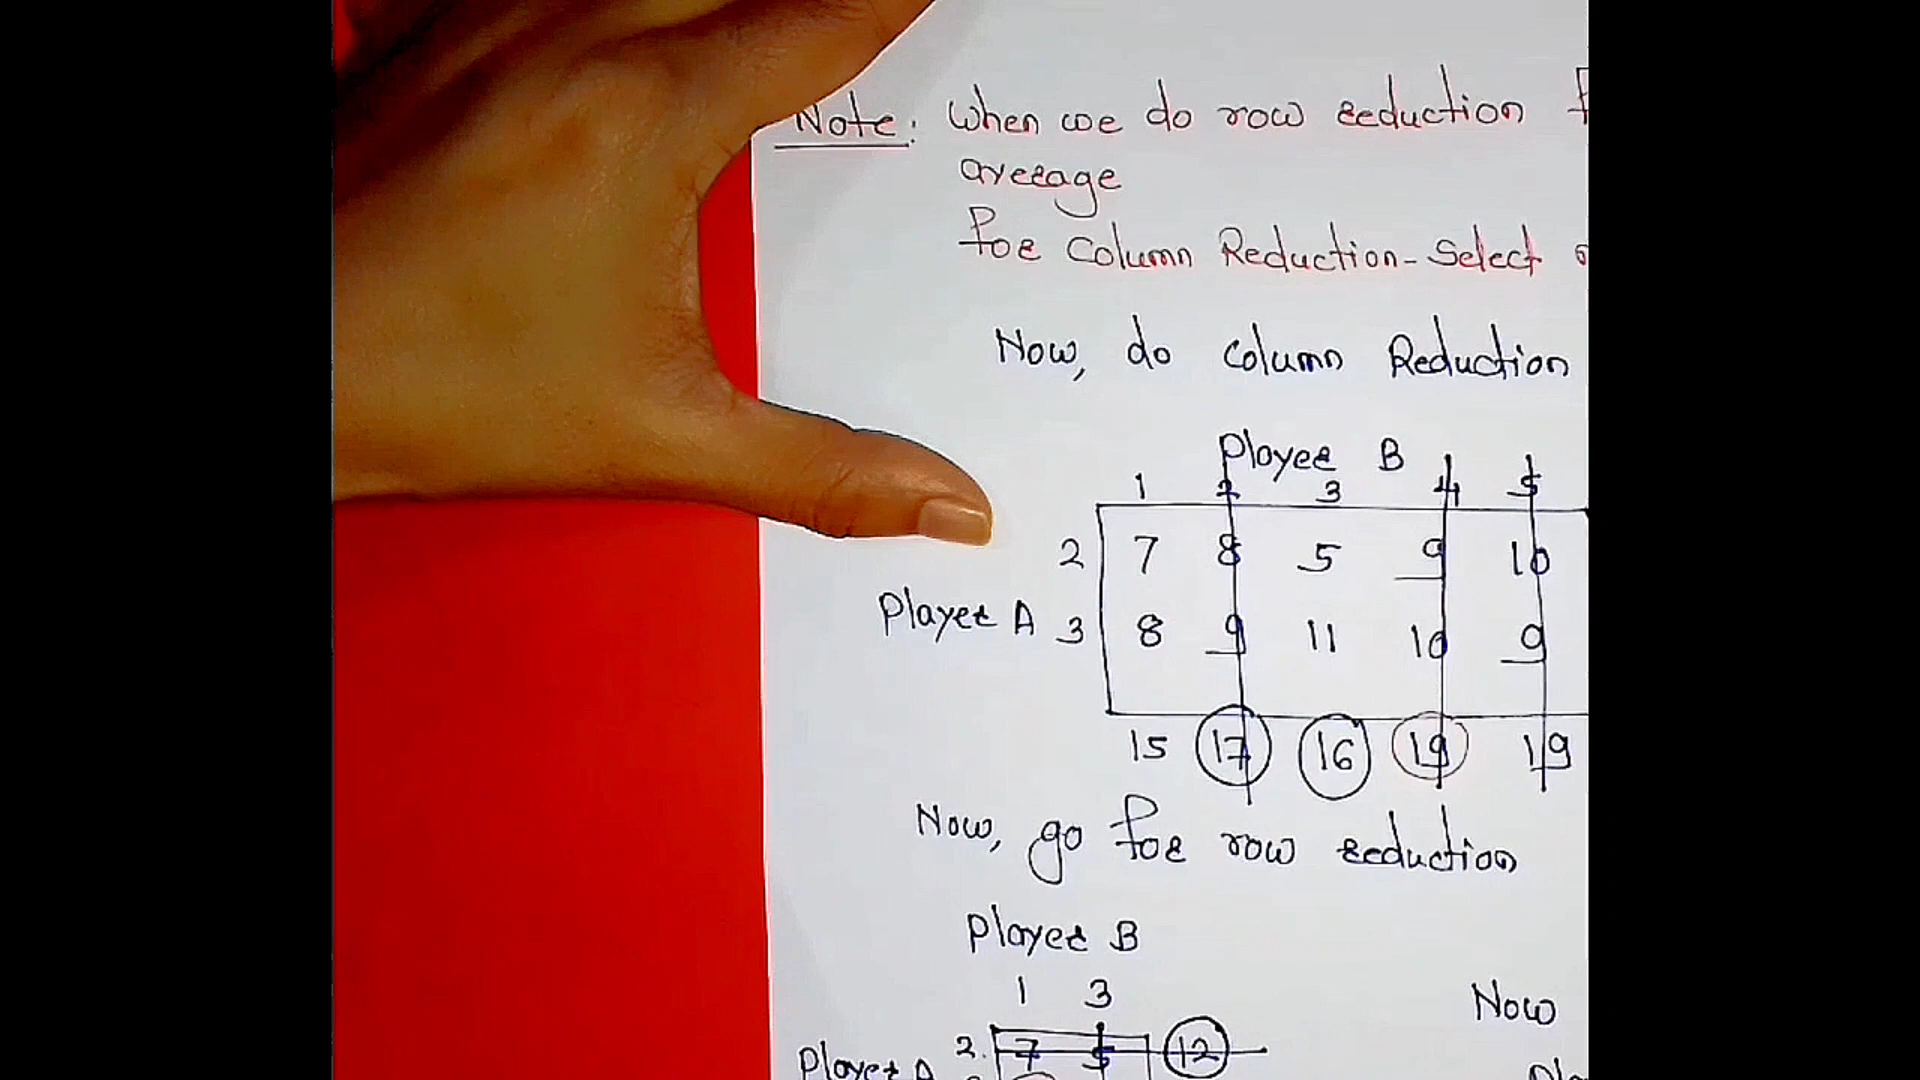 Note: When we do row reduction
average
for Column Reduction - Select
Now, do column Reduction
Player B
1 2 3 4 5
2 7 8 5 9 10
Player A 3 8 9 11 10 9
15 17 16 19 19
Now, go for row reduction
Player B
1 3
Now
2. 7 5 12
Player A